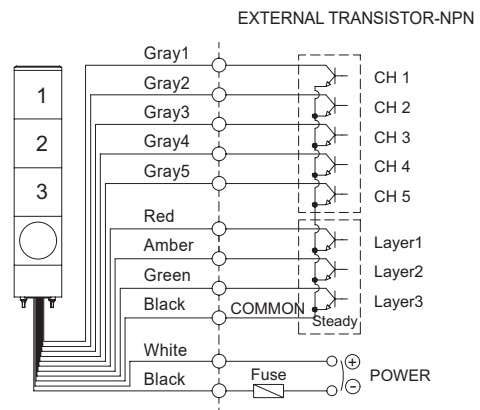 EXTERNAL TRANSISTOR-NPN
Gray1
CH 1
Gray2
CH 2
Gray3
CH 3
Gray4
CH 4
Gray5
CH 5
1
2
3
Red
Layer1
Amber
Layer2
Green
Layer3
Black
COMMON
Steady
White
Black
Fuse
+
-
POWER